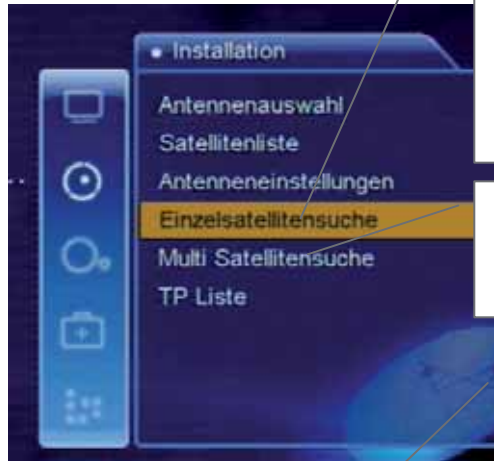 Installation
Antennenauswahl
Satellitenliste
Antenneneinstellungen
Einzelsatellitensuche
Multi Satellitensuche
TP Liste